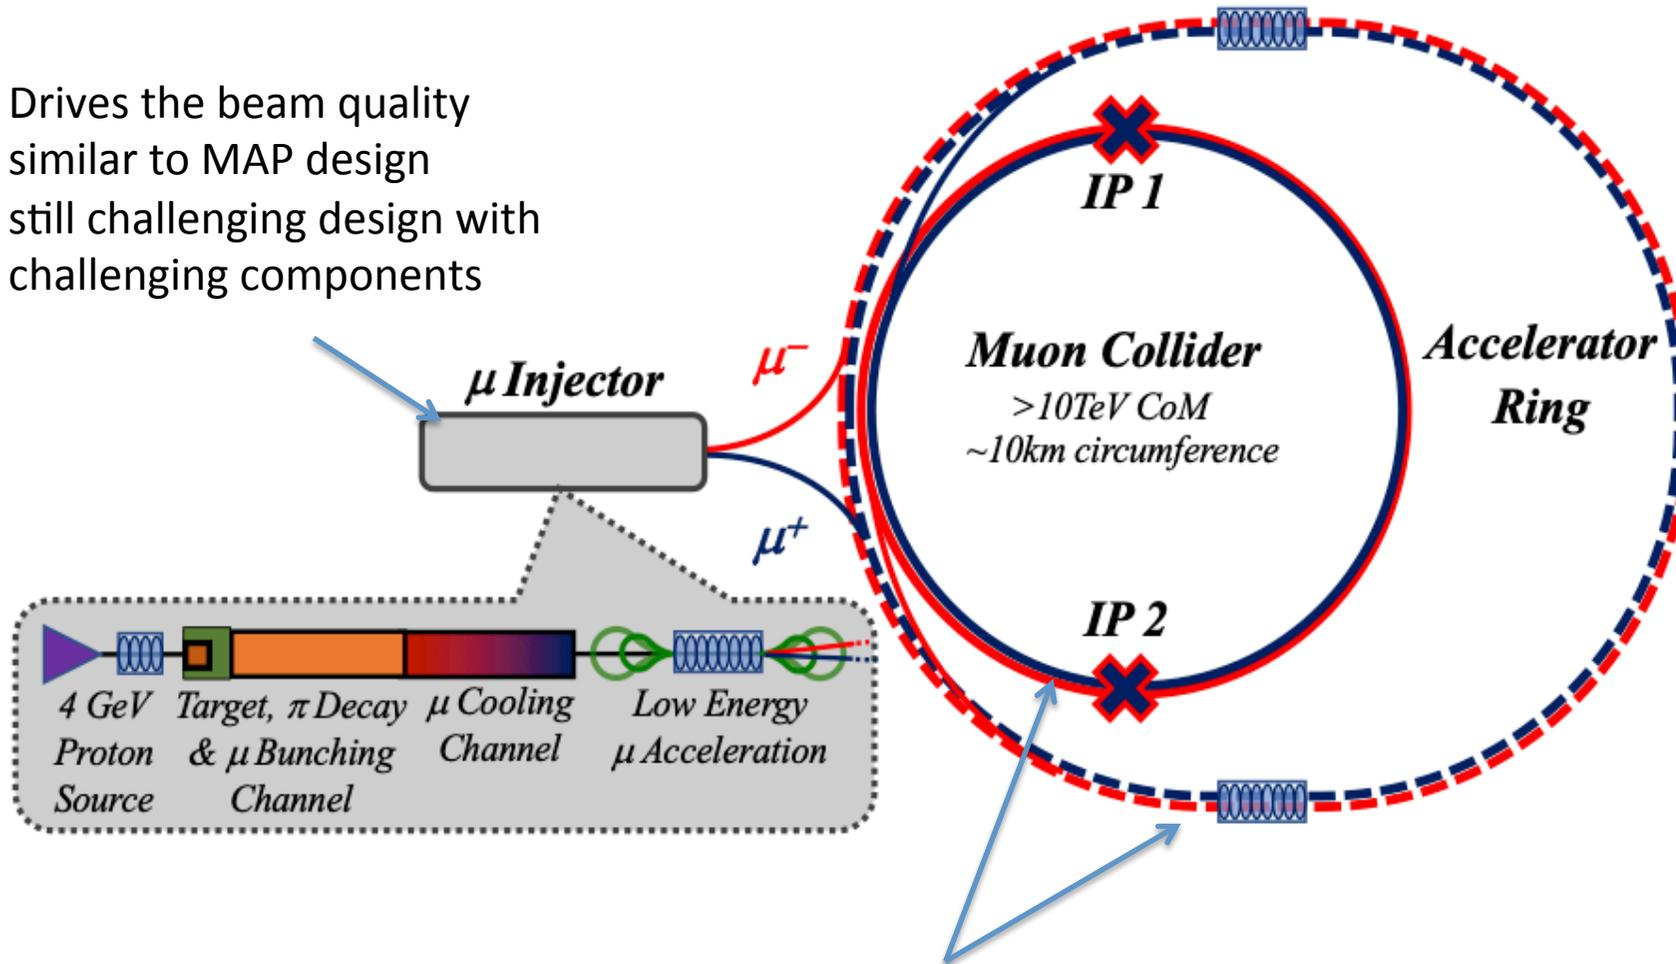 Drives the beam quality
similar to MAP design
still challenging design with
challenging components
μ Injector
μ⁻
μ⁺
IP 1
Muon Collider
>10TeV CoM
~10km circumference
Accelerator
Ring
IP 2
4 GeV
Proton
Source
Target, π Decay
& μ Bunching
Channel
μ Cooling
Channel
Low Energy
μ Acceleration